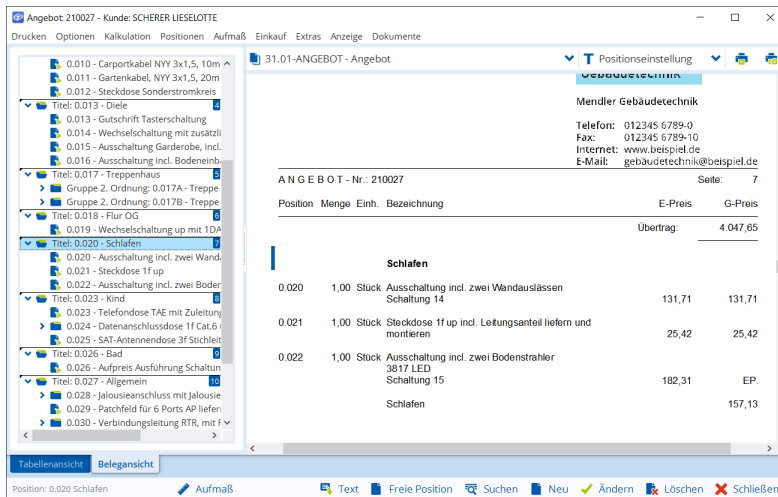 Angebot: 210027 - Kunde: SCHERER LIESELOTTE
Drucken Optionen Kalkulation Positionen Aufmaß Einkauf Extras Anzeige Dokumente
0.010 - Carportkabel NYY 3x1,5, 10m
0.011 - Gartenkabel, NYY 3x1,5, 20m
0.012 - Steckdose Sonderstromkreis
Titel: 0.013 - Diele 4
0.013 - Gutschrift Tasterschaltung
0.014 - Wechselschaltung mit zusätzli
0.015 - Ausschaltung Garderobe, incl.
0.016 - Ausschaltung incl. Bodeneinb
Titel: 0.017 - Treppenhaus 5
Gruppe 2. Ordnung: 0.017A - Treppe
Gruppe 2. Ordnung: 0.017B - Treppe
Titel: 0.018 - Flur OG 6
0.019 - Wechselschaltung up mit 1DA
Titel: 0.020 - Schlafen 7
0.020 - Ausschaltung incl. zwei Wand
0.021 - Steckdose 1f up
0.022 - Ausschaltung incl. zwei Boder
Titel: 0.023 - Kind 8
0.023 - Telefondose TAE mit Zuleitung
0.024 - Datenanschlussdose 1f Cat.6
0.025 - SAT-Antennendose 3f Stichleit
Titel: 0.026 - Bad 9
0.026 - Aufpreis Ausführung Schaltun
Titel: 0.027 - Allgemein 10
0.028 - Jalousieanschluss mit Jalousie
0.029 - Patchfeld für 6 Ports AP liefer
0.030 - Verbindungsleitung RTR, mit F
Tabellenansicht Belegansicht
31.01-ANGEBOT - Angebot
Positionseinstellung
Gebäudetechnik
Mendler Gebäudetechnik
Telefon: 012345 6789-0
Fax: 012345 6789-10
Internet: www.beispiel.de
E-Mail: gebäudetechnik@beispiel.de
A N G E B O T - Nr.: 210027 Seite: 7
Position Menge Einh. Bezeichnung E-Preis G-Preis
Übertrag: 4.047,65
Schlafen
0.020 1,00 Stück Ausschaltung incl. zwei Wandauslässen
Schaltung 14 131,71 131,71
0.021 1,00 Stück Steckdose 1f up incl. Leitungsanteil liefern und
montieren 25,42 25,42
0.022 1,00 Stück Ausschaltung incl. zwei Bodenstrahler
3817 LED
Schaltung 15 182,31 EP.
Schlafen 157,13
Position: 0.020 Schlafen Aufmaß Text Freie Position Suchen Neu Ändern Löschen Schließen